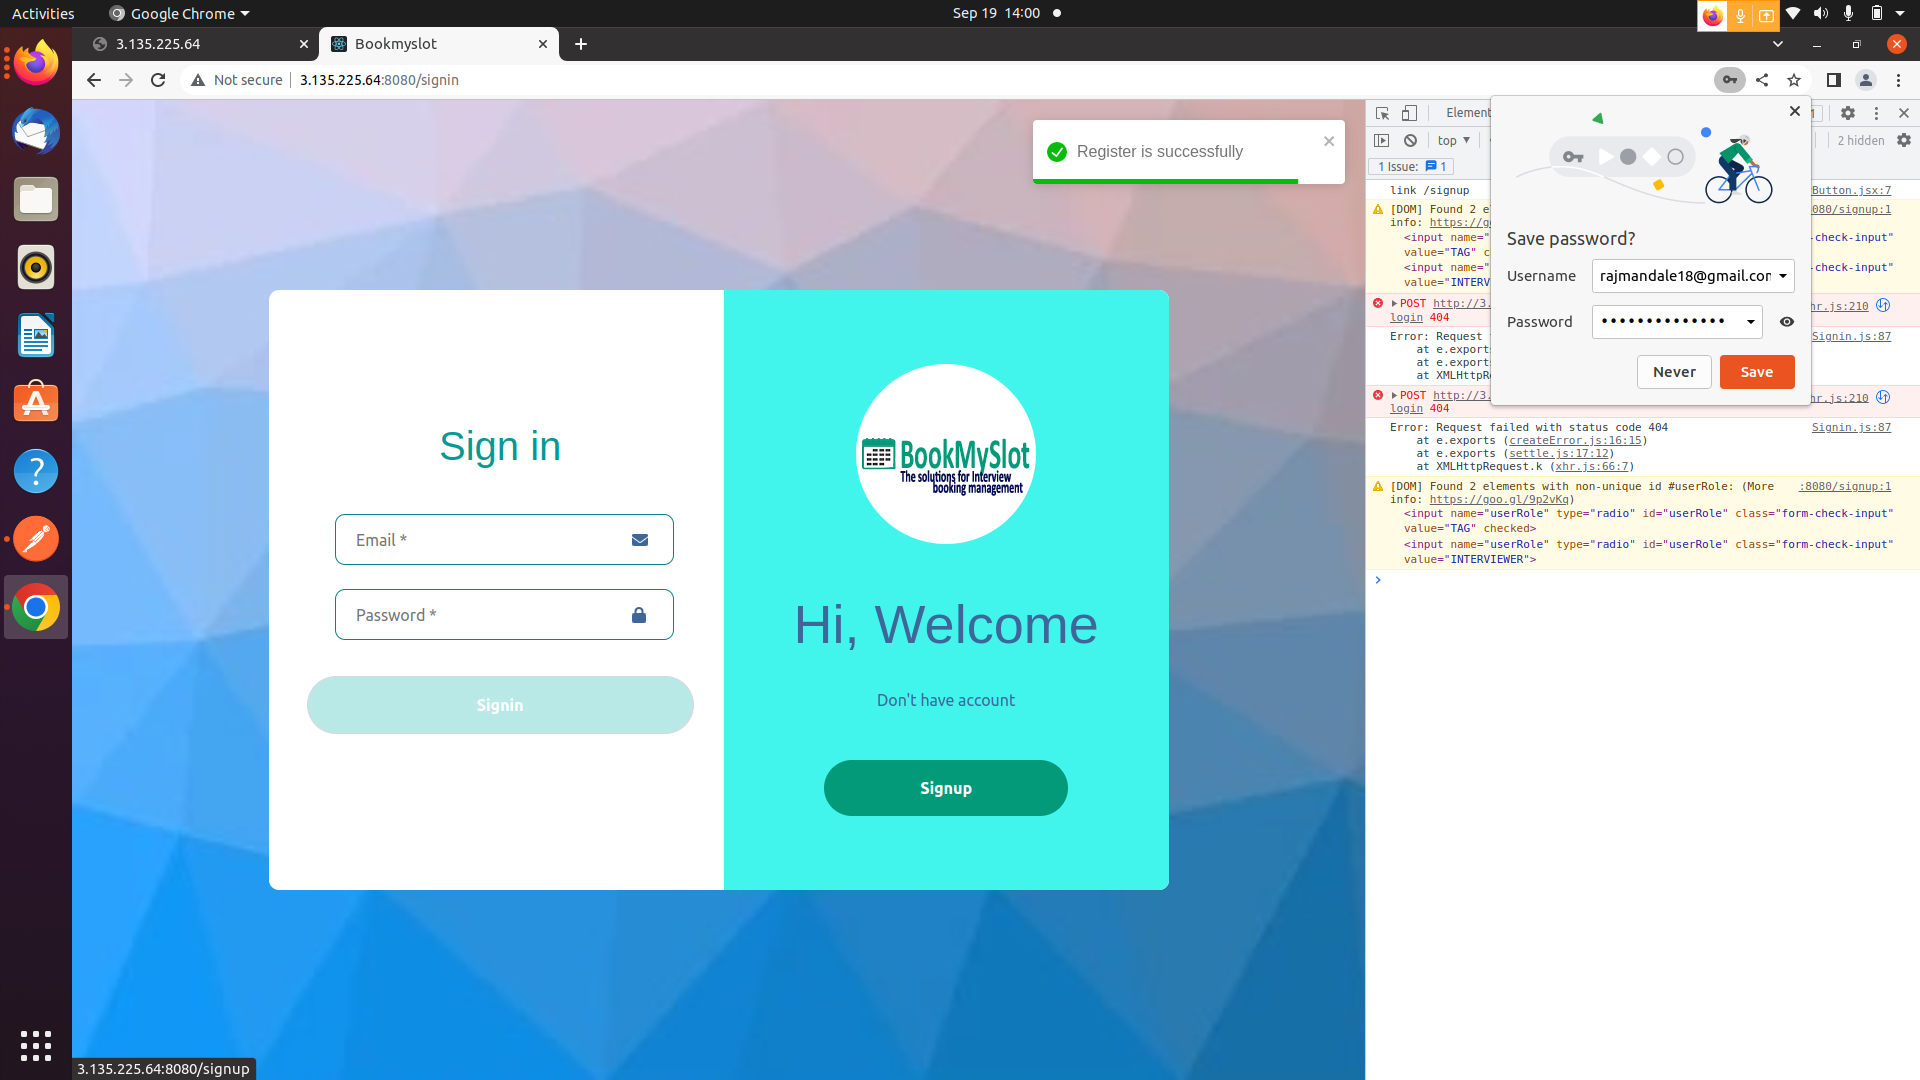 Activities
Google Chrome
Sep 19 14:00
3.135.225.64
Bookmyslot
Not secure
3.135.225.64:8080/signin
Register is successfully
Sign in
Email *
Password *
Signin
BookMySlot
The solutions for Interview
booking management
Hi, Welcome
Don't have account
Signup
3.135.225.64:8080/signup
Save password?
Username
rajmandale18@gmail.con
Password
Never
Save
Element
top
2 hidden
1 Issue: 1
link /signup
Button.jsx:7
[DOM] Found 2 e
080/signup:1
info: https://go
<input name="
-check-input"
value="TAG" c
<input name="
-check-input"
value="INTERV
POST http://3.
hr.js:210
login 404
Error: Request
Signin.js:87
at e.exports
at e.exports
at XMLHttpRe
POST http://3.
hr.js:210
login 404
Error: Request failed with status code 404
Signin.js:87
at e.exports (createError.js:16:15)
at e.exports (settle.js:17:12)
at XMLHttpRequest.k (xhr.js:66:7)
[DOM] Found 2 elements with non-unique id #userRole: (More
:8080/signup:1
info: https://goo.gl/9p2vKq)
<input name="userRole" type="radio" id="userRole" class="form-check-input"
value="TAG" checked>
<input name="userRole" type="radio" id="userRole" class="form-check-input"
value="INTERVIEWER">